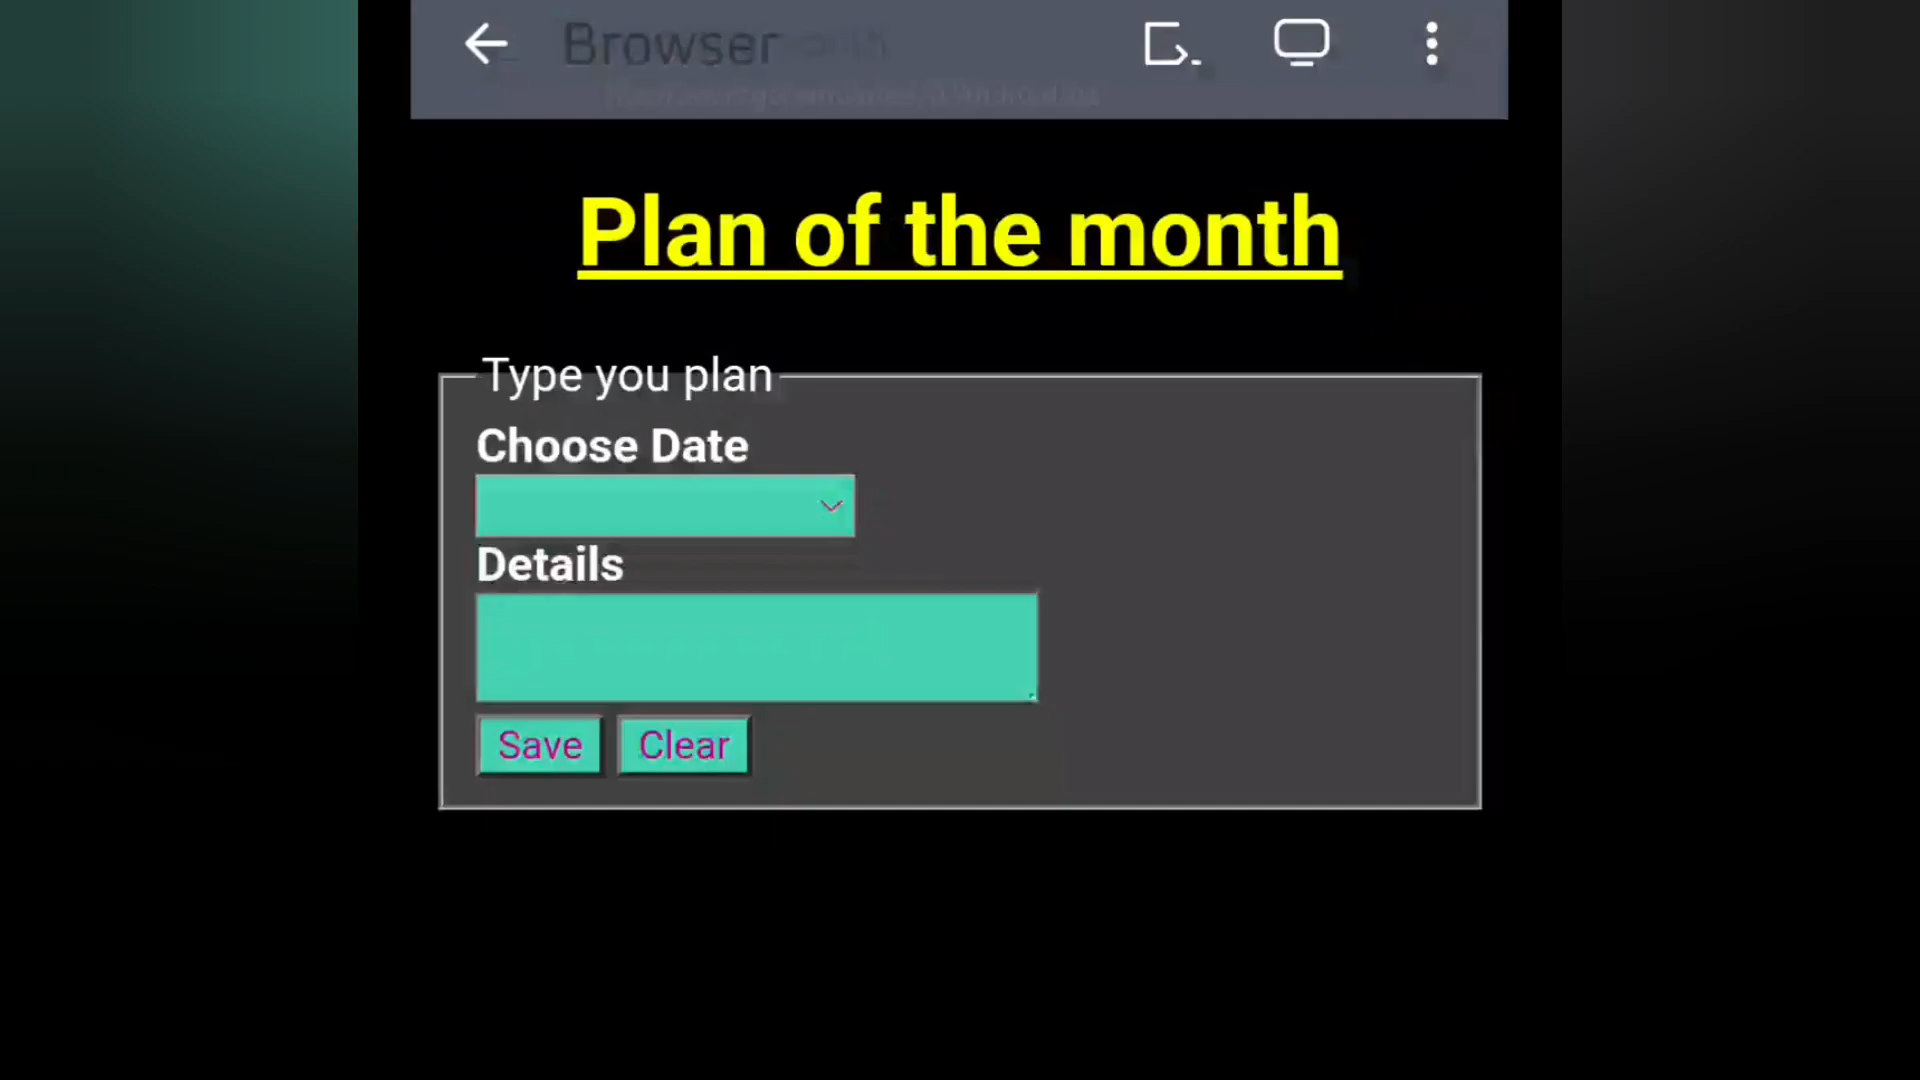 Browser
Plan of the month
Type you plan
Choose Date
Details
Save
Clear